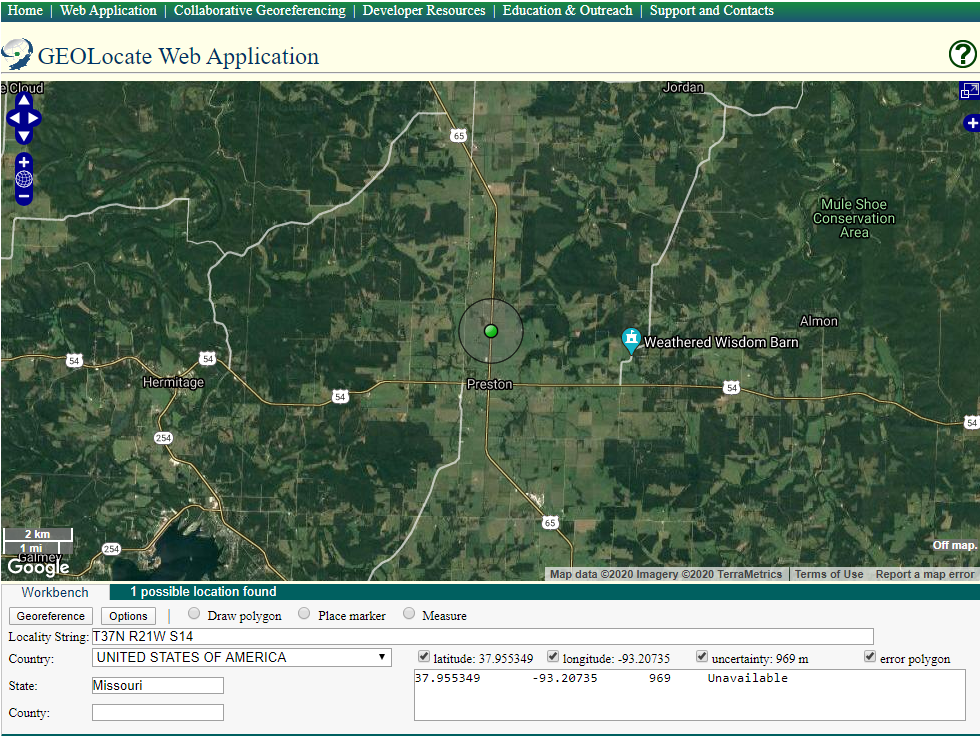 Home | Web Application | Collaborative Georeferencing | Developer Resources | Education & Outreach | Support and Contacts
GEOLocate Web Application
?
e Cloud
Jordan
65
Mule Shoe
Conservation
Area
Almon
Weathered Wisdom Barn
54
54
Hermitage
Preston
54
54
54
254
65
2 km
1 mi
254
Galmey
Google
Off map.
Map data ©2020 Imagery ©2020 TerraMetrics | Terms of Use | Report a map error
Workbench
1 possible location found
Georeference Options | Draw polygon Place marker Measure
Locality String: T37N R21W S14
Country: UNITED STATES OF AMERICA
latitude: 37.955349 longitude: -93.20735 uncertainty: 969 m error polygon
State: Missouri
37.955349 -93.20735 969 Unavailable
County: